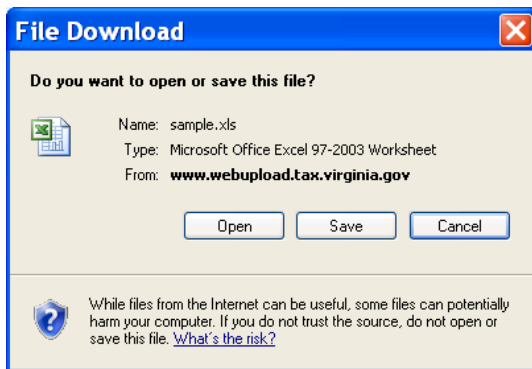 File Download
Do you want to open or save this file?
Name: sample.xls
Type: Microsoft Office Excel 97-2003 Worksheet
From: www.webupload.tax.virginia.gov
Open Save Cancel
While files from the Internet can be useful, some files can potentially
harm your computer. If you do not trust the source, do not open or
save this file. What's the risk?